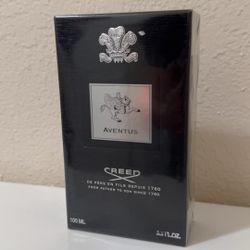 AVENTUS
CREED
DE PÈRE EN FILS DEPUIS 1760
FROM FATHER TO SON SINCE 1760
100 ML 3.3 FL.OZ.